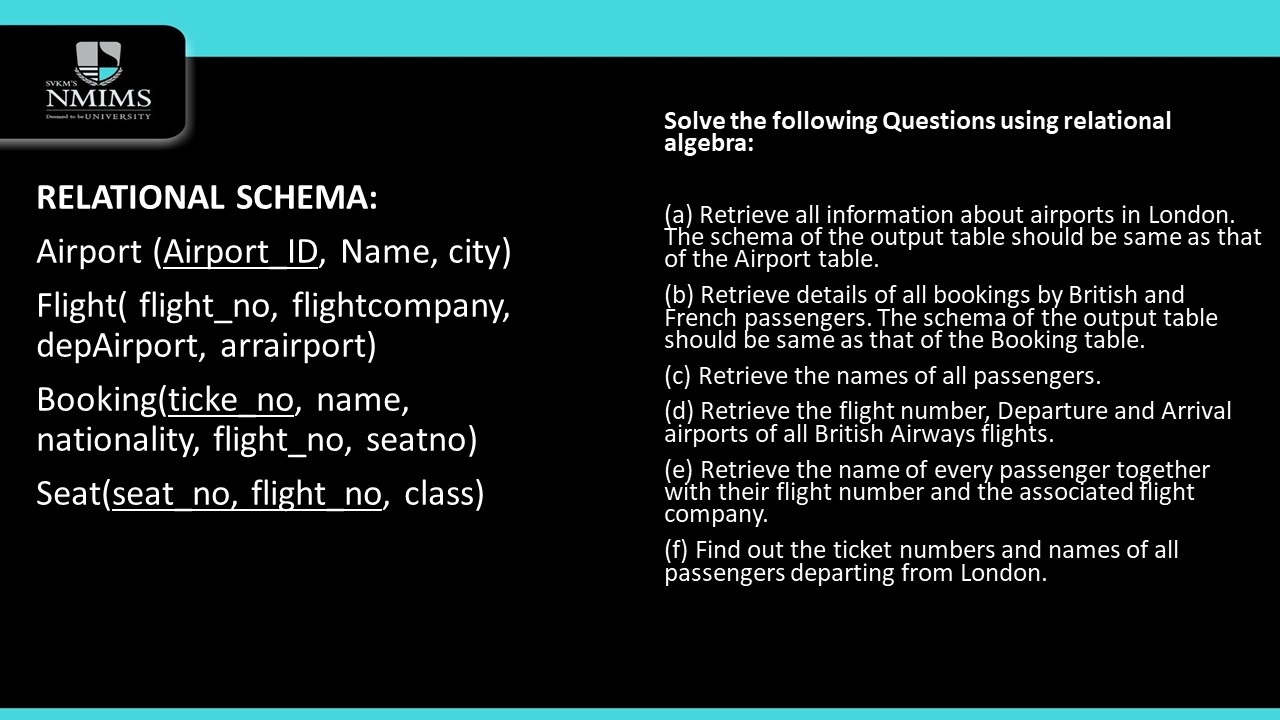 SVKM'S
NMIMS
Deemed to be UNIVERSITY
RELATIONAL SCHEMA:
Airport (Airport_ID, Name, city)
Flight( flight_no, flightcompany,
depAirport, arrairport)
Booking(ticke_no, name,
nationality, flight_no, seatno)
Seat(seat_no, flight_no, class)
Solve the following Questions using relational
algebra:
(a) Retrieve all information about airports in London.
The schema of the output table should be same as that
of the Airport table.
(b) Retrieve details of all bookings by British and
French passengers. The schema of the output table
should be same as that of the Booking table.
(c) Retrieve the names of all passengers.
(d) Retrieve the flight number, Departure and Arrival
airports of all British Airways flights.
(e) Retrieve the name of every passenger together
with their flight number and the associated flight
company.
(f) Find out the ticket numbers and names of all
passengers departing from London.